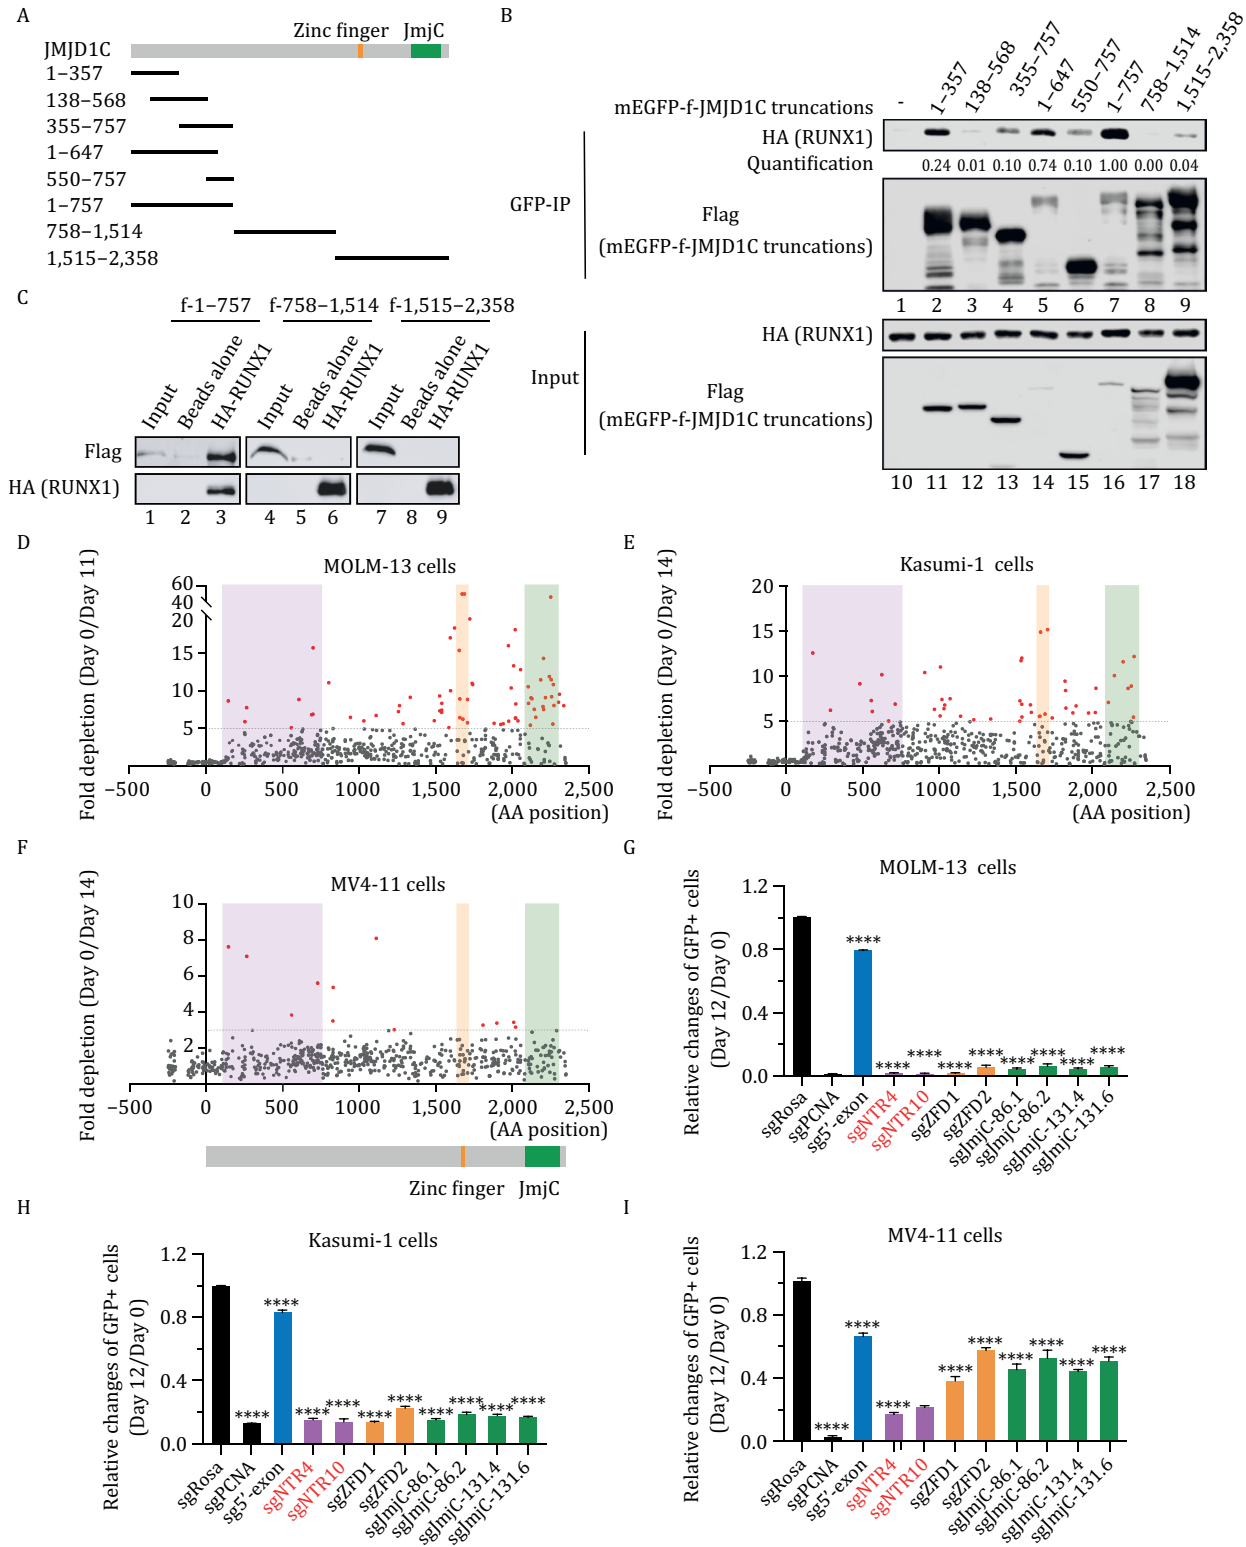 A
Zinc finger JmjC
JMJD1C
1–357
138–568
355–757
1–647
550–757
1–757
758–1,514
1,515–2,358
B
mEGFP-f-JMJD1C truncations
- 1–357 138–568 355–757 1–647 550–757 1–757 758–1,514 1,515–2,358
HA (RUNX1)
Quantification 0.24 0.01 0.10 0.74 0.10 1.00 0.00 0.04
GFP-IP
Flag
(mEGFP-f-JMJD1C truncations)
1 2 3 4 5 6 7 8 9
HA (RUNX1)
Input
Flag
(mEGFP-f-JMJD1C truncations)
10 11 12 13 14 15 16 17 18
C
f-1–757 f-758–1,514 f-1,515–2,358
Input Beads alone HA-RUNX1 Input Beads alone HA-RUNX1 Input Beads alone HA-RUNX1
Flag
HA (RUNX1)
1 2 3 4 5 6 7 8 9
D
MOLM-13 cells
Fold depletion (Day 0/Day 11)
60
40
20
15
10
5
0
–500 0 500 1,000 1,500 2,000 2,500
(AA position)
E
Kasumi-1 cells
Fold depletion (Day 0/Day 14)
20
15
10
5
0
–500 0 500 1,000 1,500 2,000 2,500
(AA position)
F
MV4-11 cells
Fold depletion (Day 0/Day 14)
10
8
6
4
2
–500 0 500 1,000 1,500 2,000 2,500
(AA position)
Zinc finger JmjC
G
MOLM-13 cells
Relative changes of GFP+ cells
(Day 12/Day 0)
1.2
0.8
0.4
0.0
**** **** **** **** **** **** **** **** ****
sgRosa sgPCNA sg5'-exon sgNTR4 sgNTR10 sgZFD1 sgZFD2 sgJmjC-86.1 sgJmjC-86.2 sgJmjC-131.4 sgJmjC-131.6
H
Kasumi-1 cells
Relative changes of GFP+ cells
(Day 12/Day 0)
1.2
0.8
0.4
0.0
**** **** **** **** **** **** **** **** **** ****
sgRosa sgPCNA sg5'-exon sgNTR4 sgNTR10 sgZFD1 sgZFD2 sgJmjC-86.1 sgJmjC-86.2 sgJmjC-131.4 sgJmjC-131.6
I
MV4-11 cells
Relative changes of GFP+ cells
(Day 12/Day 0)
1.2
0.8
0.4
0.0
**** **** **** **** **** **** **** **** ****
sgRosa sgPCNA sg5'-exon sgNTR4 sgNTR10 sgZFD1 sgZFD2 sgJmjC-86.1 sgJmjC-86.2 sgJmjC-131.4 sgJmjC-131.6